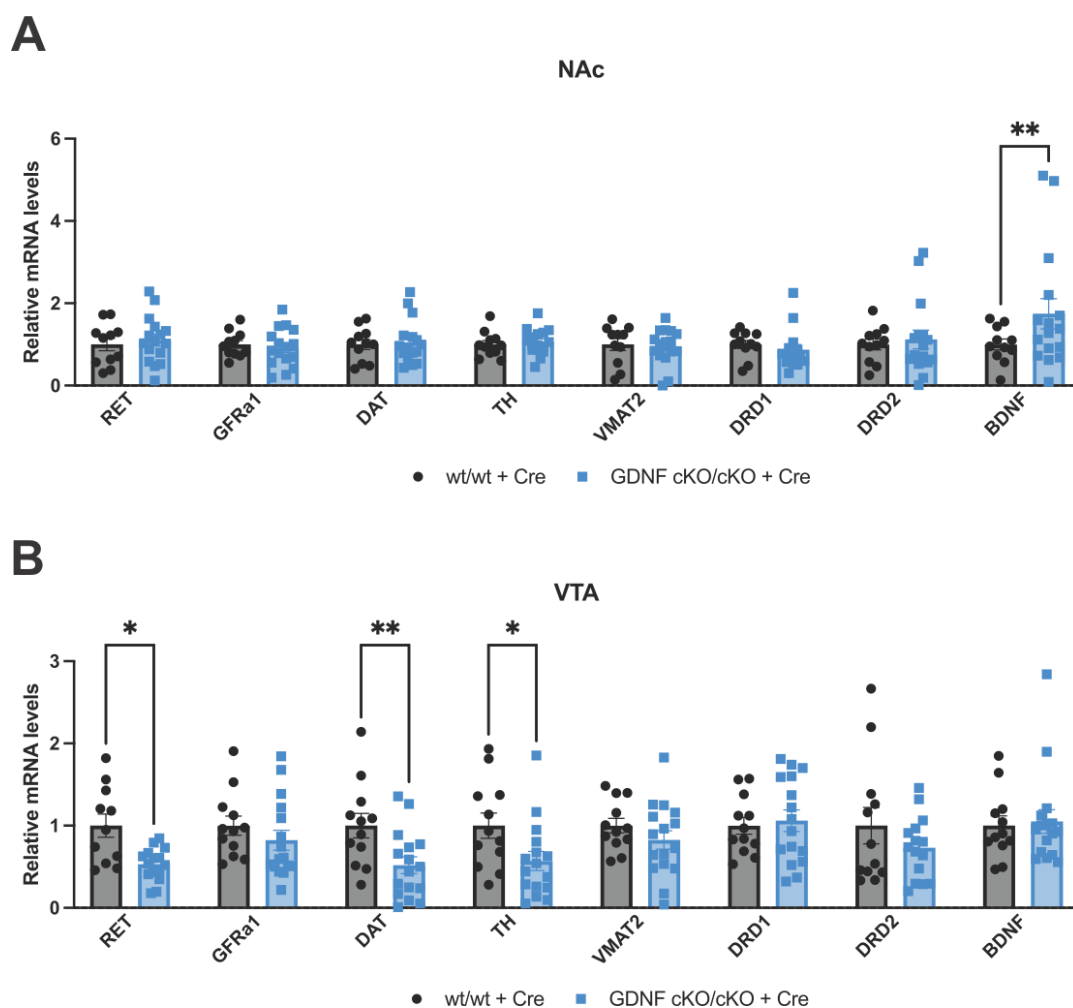 A
NAc
Relative mRNA levels
6
4
2
0
**
RET
GFRa1
DAT
TH
VMAT2
DRD1
DRD2
BDNF
wt/wt + Cre GDNF cKO/cKO + Cre
B
VTA
Relative mRNA levels
3
2
1
0
* ** *
RET
GFRa1
DAT
TH
VMAT2
DRD1
DRD2
BDNF
wt/wt + Cre GDNF cKO/cKO + Cre